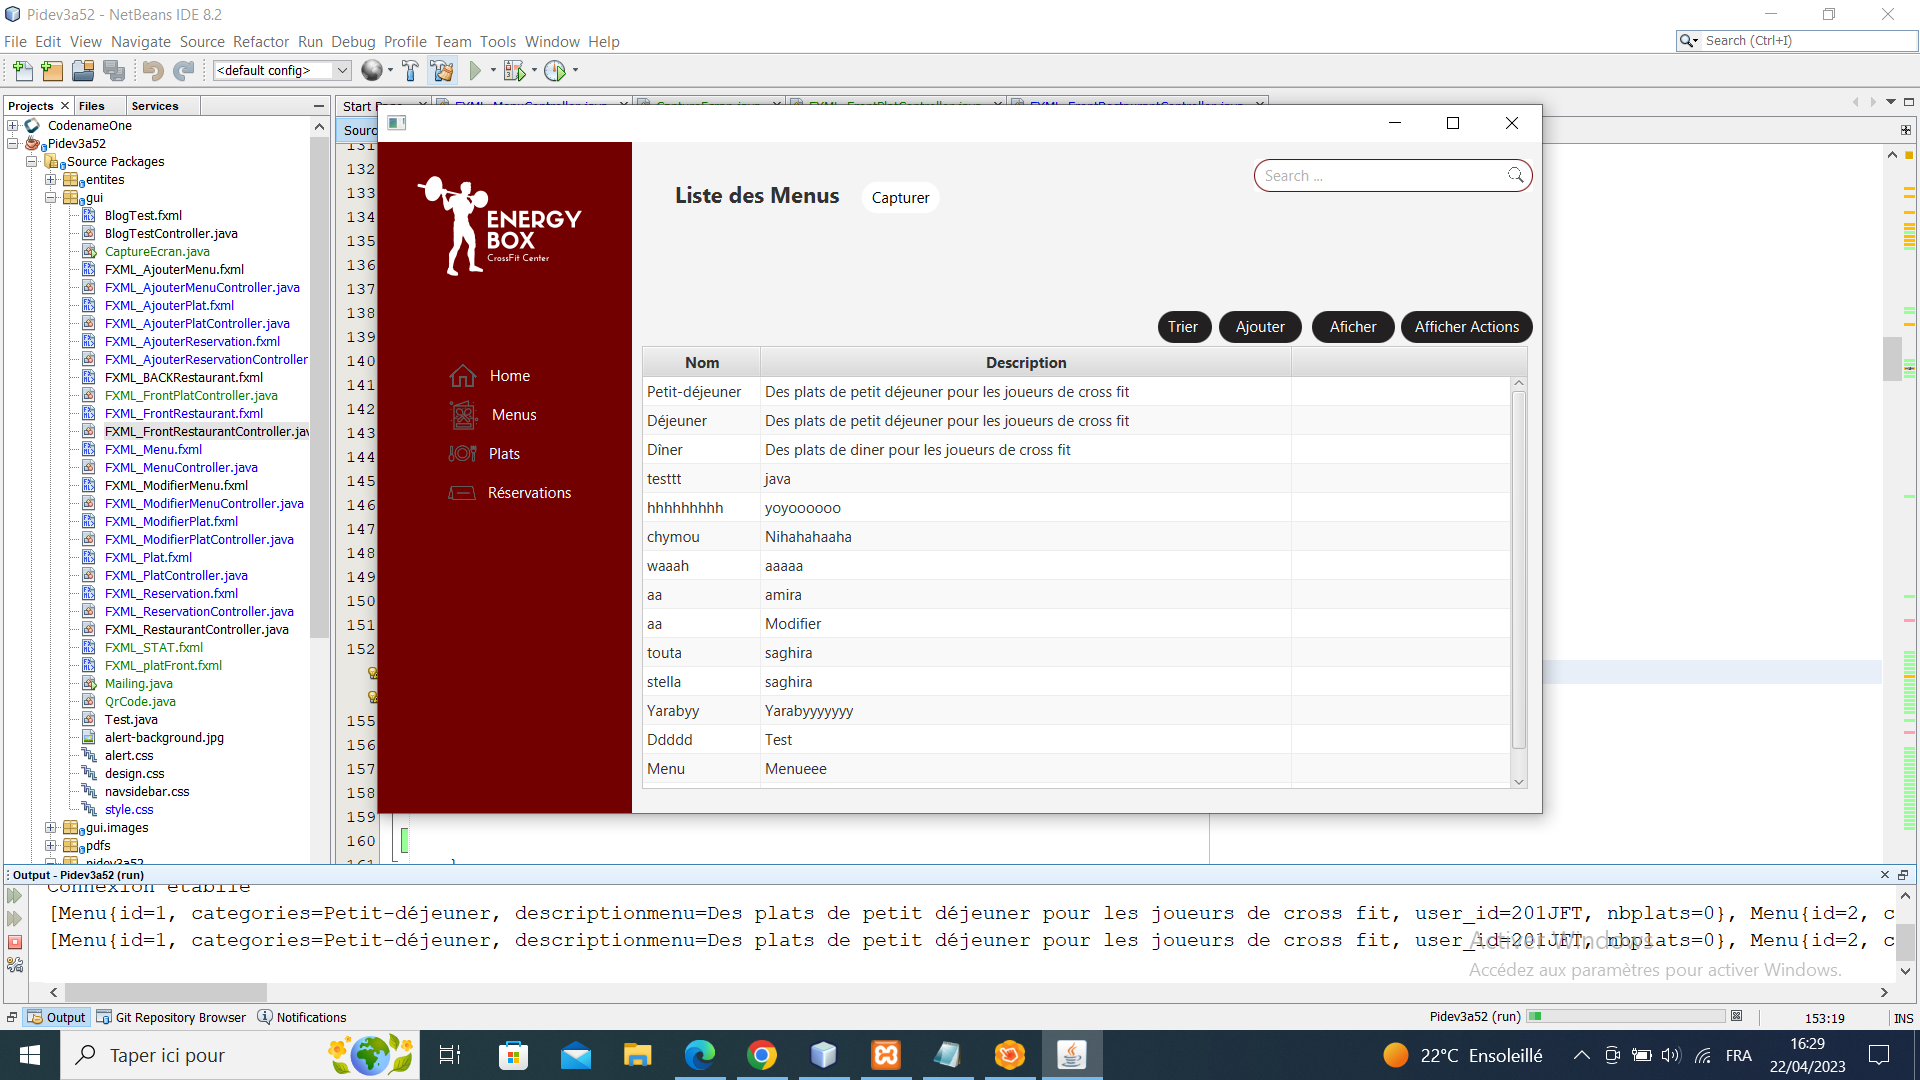 Pidev3a52 - NetBeans IDE 8.2
File Edit View Navigate Source Refactor Run Debug Profile Team Tools Window Help
Search (Ctrl+I)
<default config>
Projects Files Services
Start
CodenameOne
Pidev3a52
Source Packages
entites
gui
BlogTest.fxml
BlogTestController.java
CaptureEcran.java
FXML_AjouterMenu.fxml
FXML_AjouterMenuController.java
FXML_AjouterPlat.fxml
FXML_AjouterPlatController.java
FXML_AjouterReservation.fxml
FXML_AjouterReservationController
FXML_BACKRestaurant.fxml
FXML_FrontPlatController.java
FXML_FrontRestaurant.fxml
FXML_FrontRestaurantController.jav
FXML_Menu.fxml
FXML_MenuController.java
FXML_ModifierMenu.fxml
FXML_ModifierMenuController.java
FXML_ModifierPlat.fxml
FXML_ModifierPlatController.java
FXML_Plat.fxml
FXML_PlatController.java
FXML_Reservation.fxml
FXML_ReservationController.java
FXML_RestaurantController.java
FXML_STAT.fxml
FXML_platFront.fxml
Mailing.java
QrCode.java
Test.java
alert-background.jpg
alert.css
design.css
navsidebar.css
style.css
gui.images
pdfs
pidev3a52
Sourc
131
132
133
134
135
136
137
138
139
140
141
142
143
144
145
146
147
148
149
150
151
152
155
156
157
158
159
160
161
ENERGY
BOX
CrossFit Center
Home
Menus
Plats
Réservations
Liste des Menus
Capturer
Search ...
Trier Ajouter Aficher Afficher Actions
Nom Description
Petit-déjeuner Des plats de petit déjeuner pour les joueurs de cross fit
Déjeuner Des plats de petit déjeuner pour les joueurs de cross fit
Dîner Des plats de diner pour les joueurs de cross fit
testtt java
hhhhhhhhh yoyoooooo
chymou Nihahahaaha
waaah aaaaa
aa amira
aa Modifier
touta saghira
stella saghira
Yarabyy Yarabyyyyyyy
Ddddd Test
Menu Menueee
Output - Pidev3a52 (run)
Connexion etablie
[Menu{id=1, categories=Petit-déjeuner, descriptionmenu=Des plats de petit déjeuner pour les joueurs de cross fit, user_id=201JFT, nbplats=0}, Menu{id=2, c
[Menu{id=1, categories=Petit-déjeuner, descriptionmenu=Des plats de petit déjeuner pour les joueurs de cross fit, user_id=201JFT, nbplats=0}, Menu{id=2, c
Activer Windows
Accédez aux paramètres pour activer Windows.
Output Git Repository Browser Notifications
Pidev3a52 (run)
153:19
INS
Taper ici pour
22°C Ensoleillé
FRA
16:29
22/04/2023